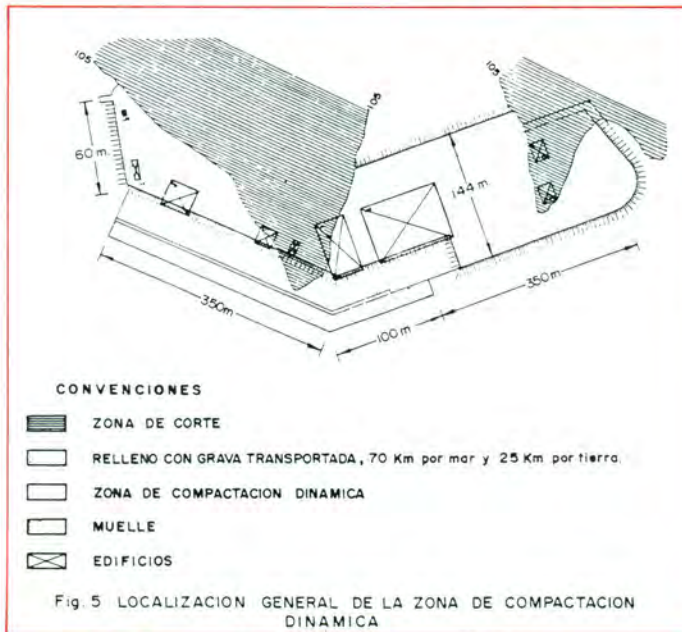 105
105
105
60 m.
144 m
350m
100 m
350m
CONVENCIONES
ZONA DE CORTE
RELLENO CON GRAVA TRANSPORTADA, 70 Km por mar y 25 Km por tierra.
ZONA DE COMPACTACION DINAMICA
MUELLE
EDIFICIOS
Fig. 5 LOCALIZACION GENERAL DE LA ZONA DE COMPACTACION
DINAMICA